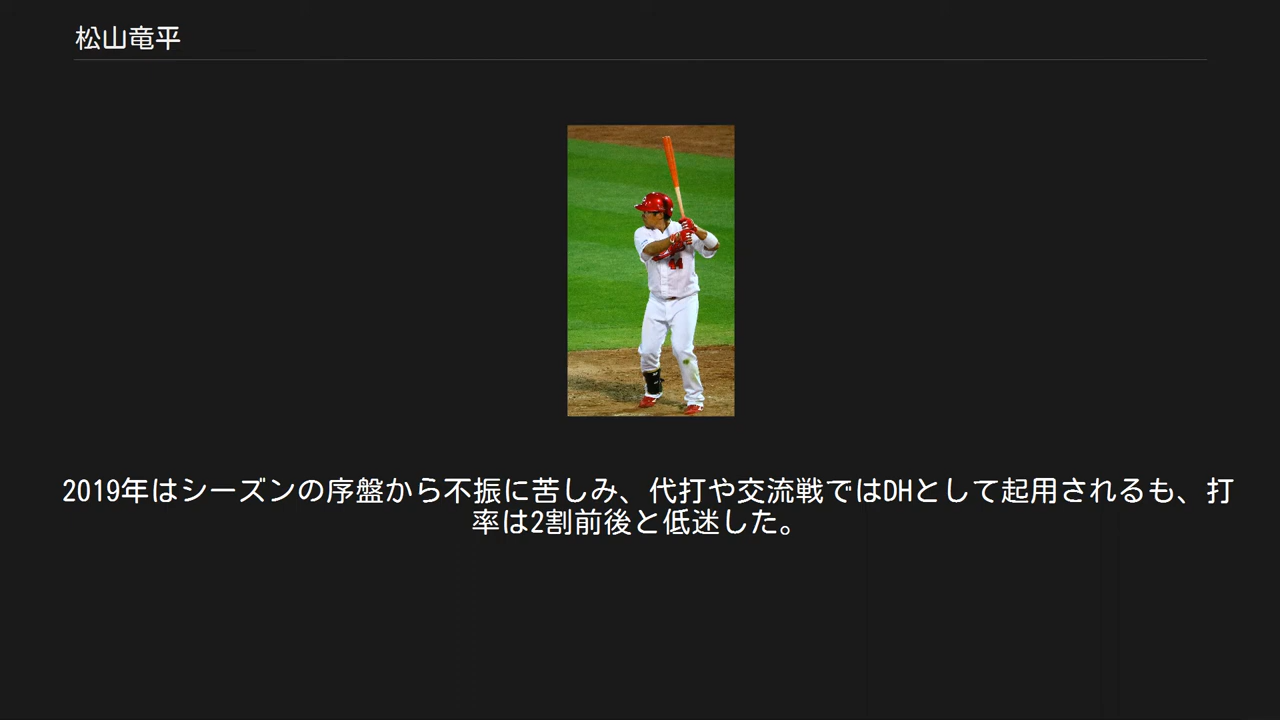 松山竜平
44
2019年はシーズンの序盤から不振に苦しみ、代打や交流戦ではDHとして起用されるも、打
率は2割前後と低迷した。